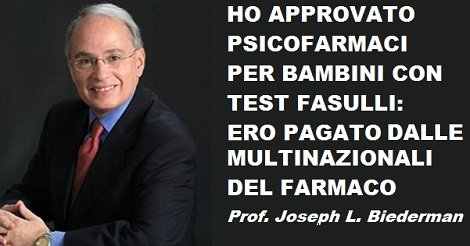 HO APPROVATO
PSICOFARMACI
PER BAMBINI CON
TEST FASULLI:
ERO PAGATO DALLE
MULTINAZIONALI
DEL FARMACO
Prof. Joseph L. Biederman